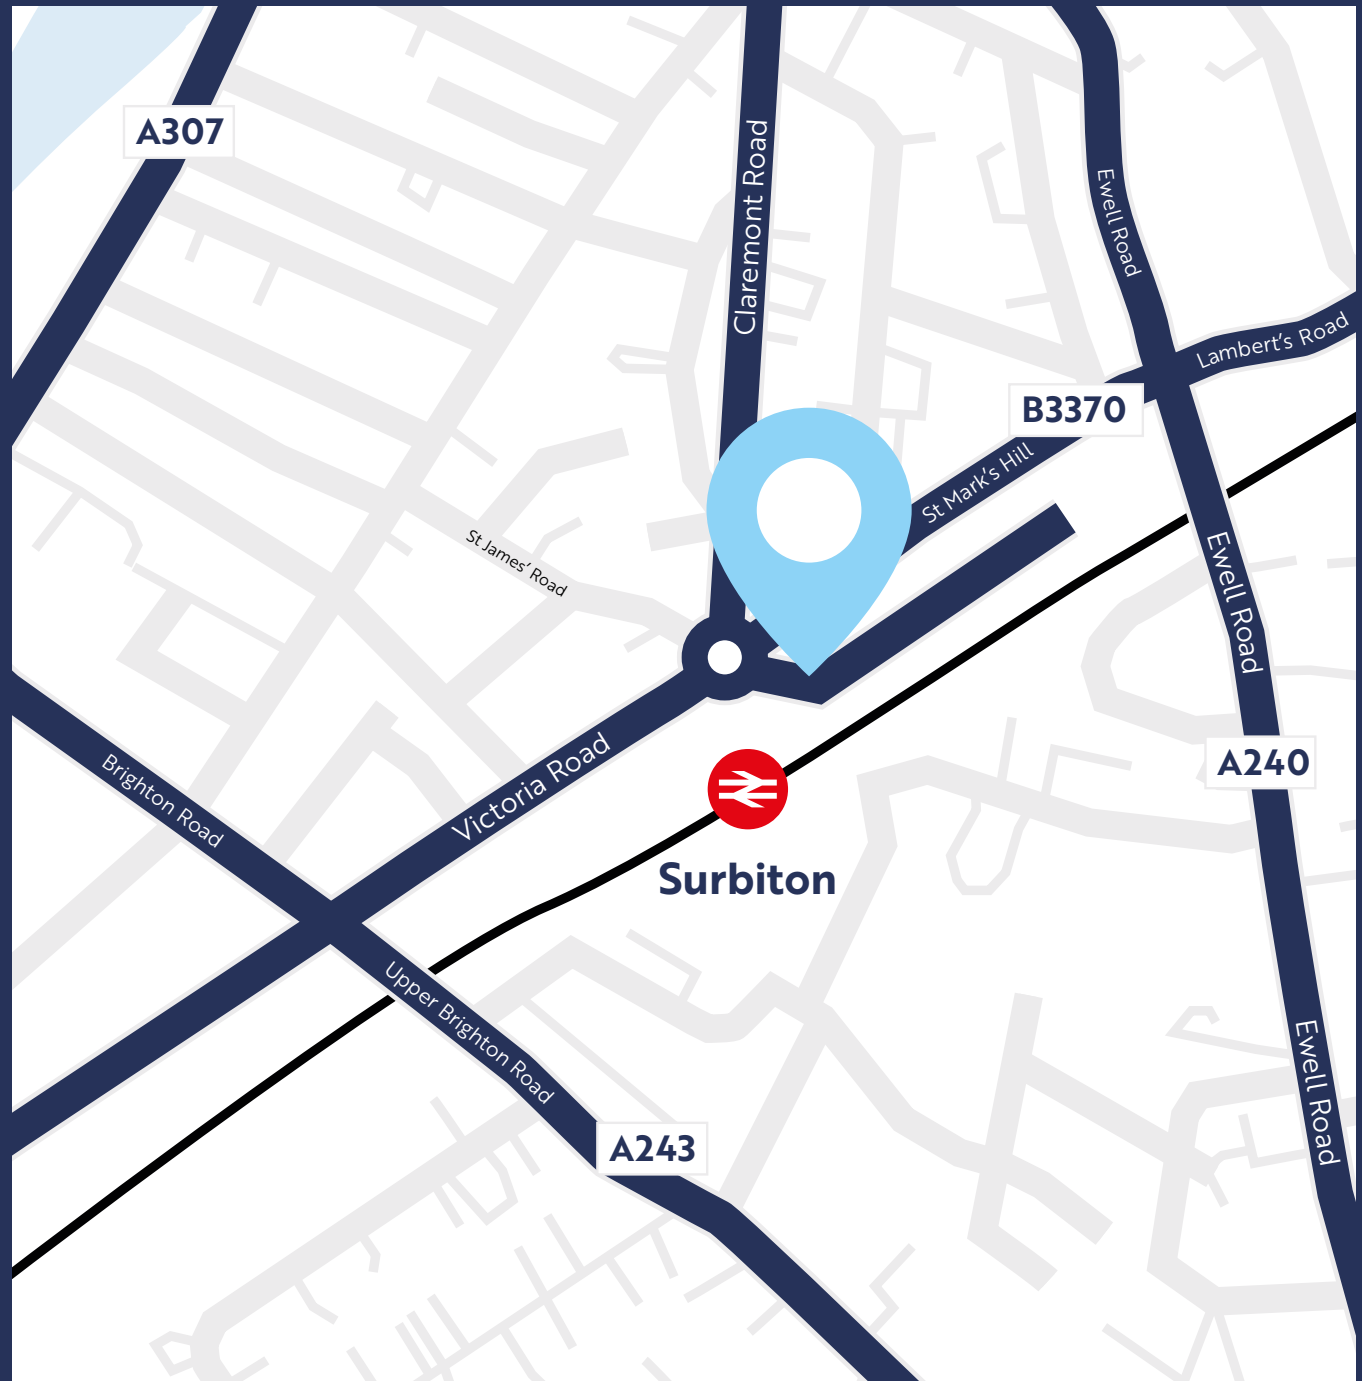 A307
Claremont Road
Ewell Road
Lambert's Road
B3370
St Mark's Hill
St James' Road
Ewell Road
Victoria Road
Brighton Road
A240
Surbiton
Upper Brighton Road
Ewell Road
A243